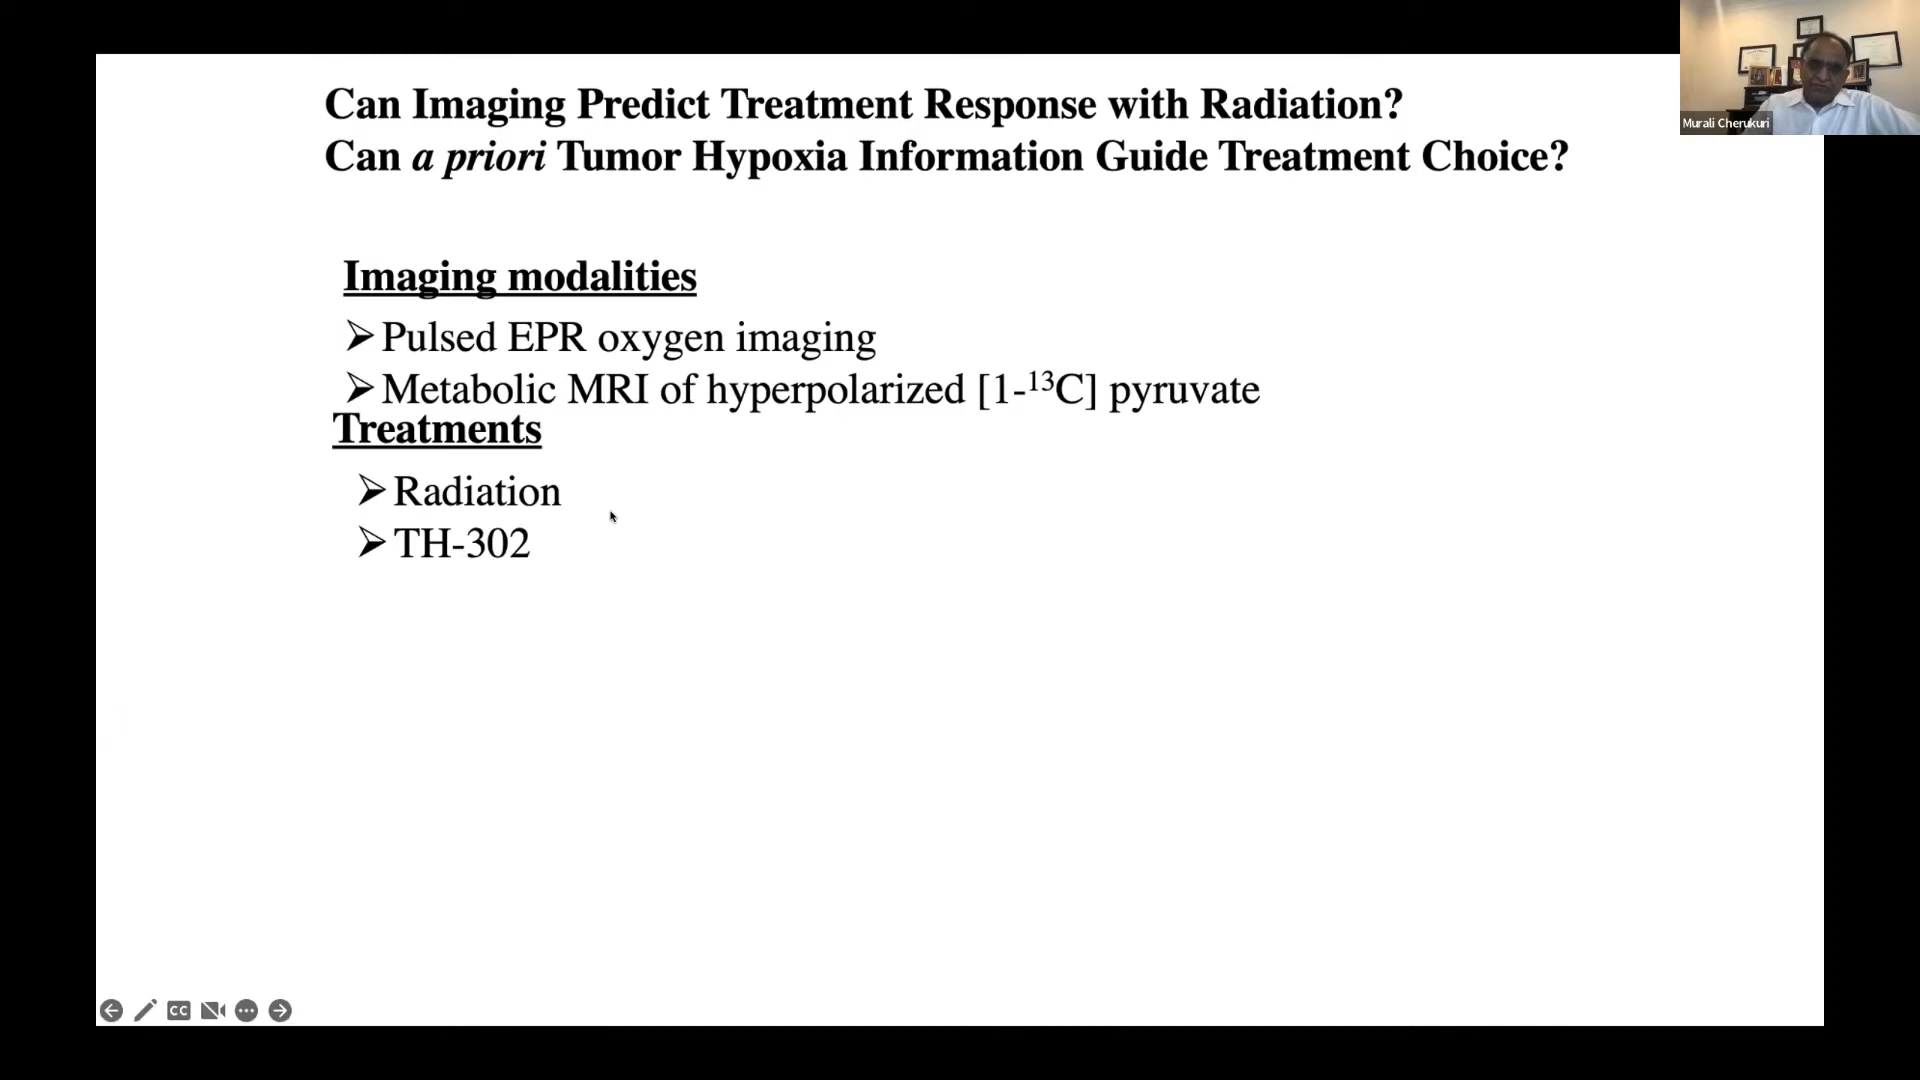 Can Imaging Predict Treatment Response with Radiation?
Can a priori Tumor Hypoxia Information Guide Treatment Choice?
Murali Cherukuri
Imaging modalities
➢Pulsed EPR oxygen imaging
➢Metabolic MRI of hyperpolarized [1-¹³C] pyruvate
Treatments
➢Radiation
➢TH-302
CC